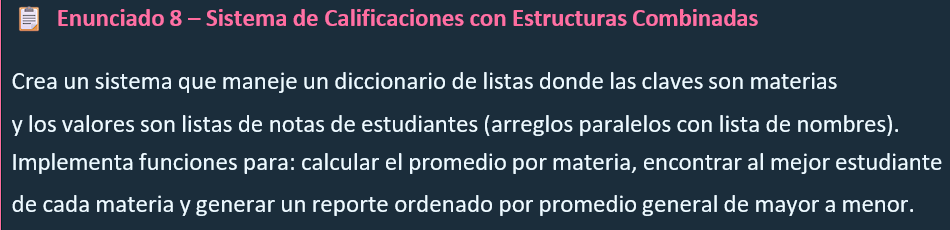 Enunciado 8 – Sistema de Calificaciones con Estructuras Combinadas
Crea un sistema que maneje un diccionario de listas donde las claves son materias
y los valores son listas de notas de estudiantes (arreglos paralelos con lista de nombres).
Implementa funciones para: calcular el promedio por materia, encontrar al mejor estudiante
de cada materia y generar un reporte ordenado por promedio general de mayor a menor.